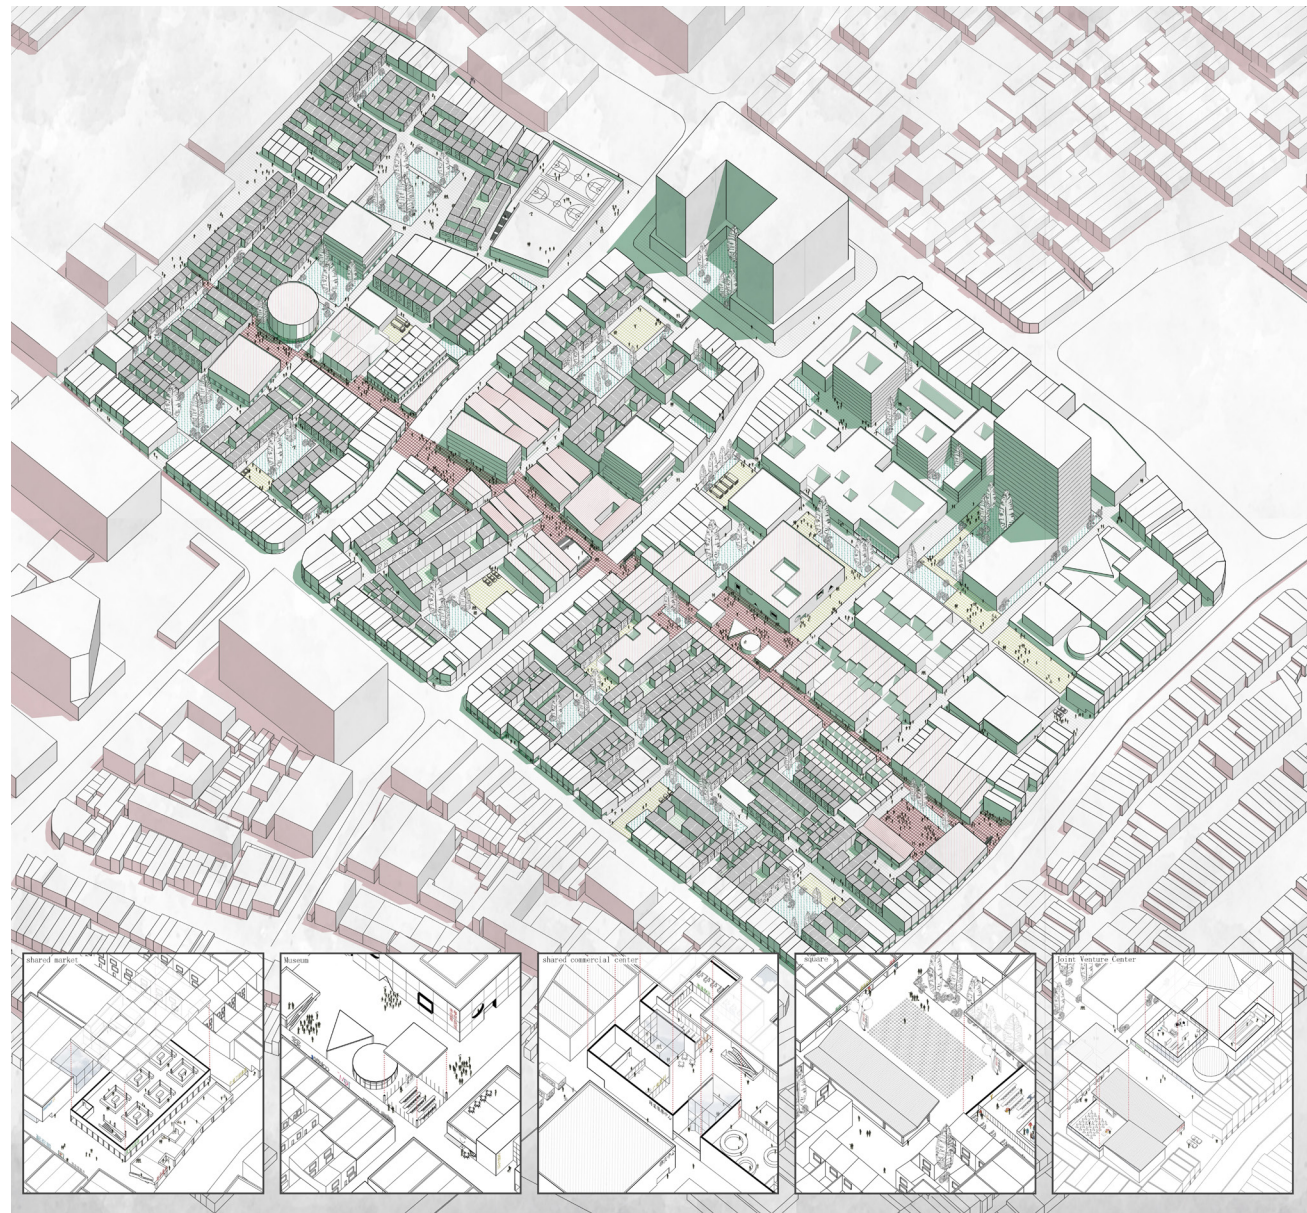 shared market
Museum
shared commercial center
square
Joint Venture Center